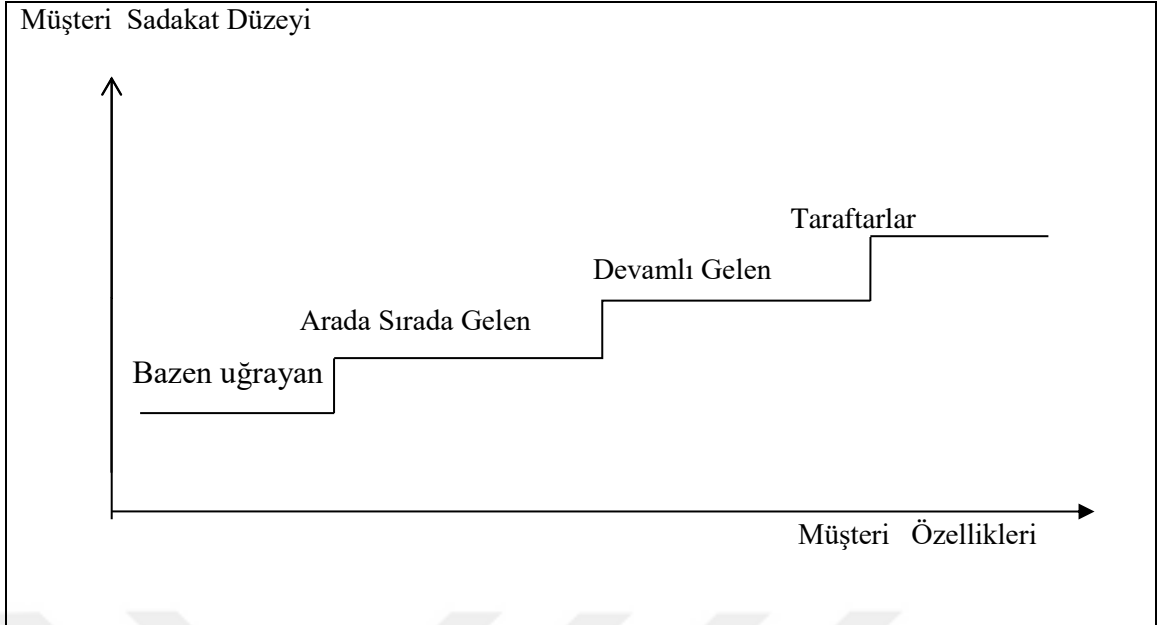 Müşteri Sadakat Düzeyi
Taraftarlar
Devamlı Gelen
Arada Sırada Gelen
Bazen uğrayan
Müşteri Özellikleri